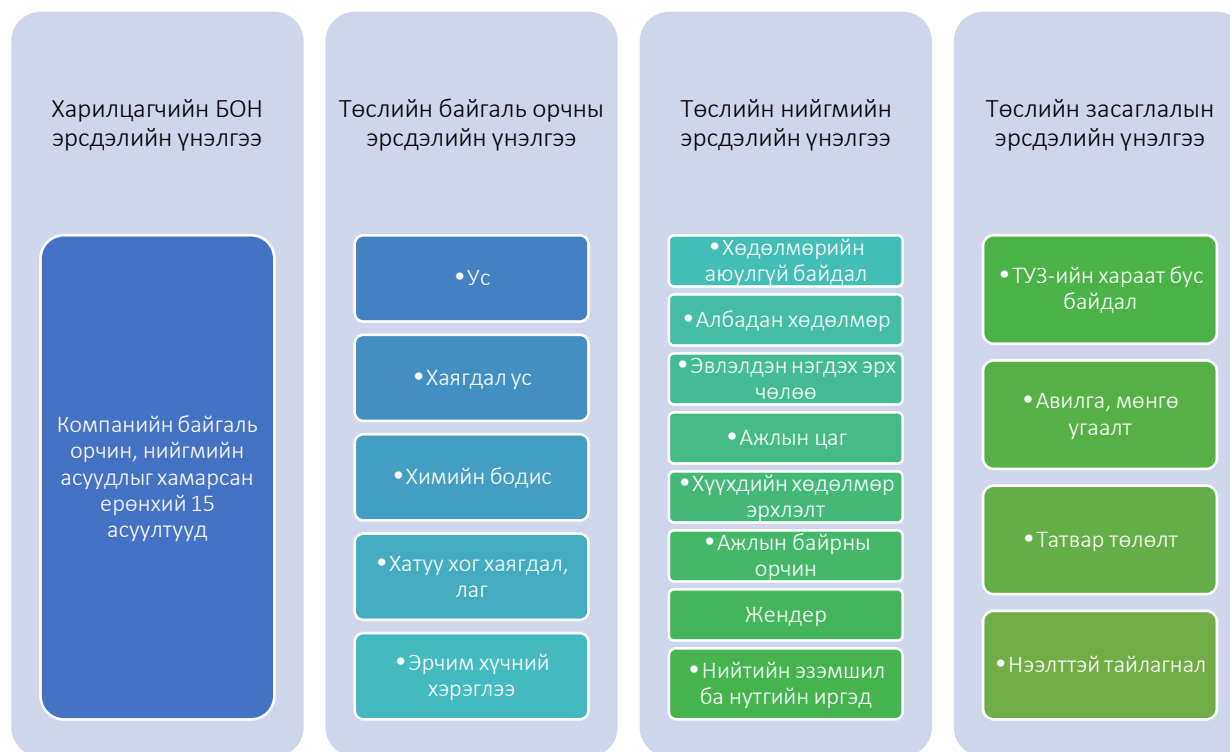 Харилцагчийн БОН
эрсдэлийн үнэлгээ
Компанийн байгаль
орчин, нийгмийн
асуудлыг хамарсан
ерөнхий 15
асуултууд
Төслийн байгаль орчны
эрсдэлийн үнэлгээ
•Ус
•Хаягдал ус
•Химийн бодис
•Хатуу хог хаягдал,
лаг
•Эрчим хүчний
хэрэглээ
Төслийн нийгмийн
эрсдэлийн үнэлгээ
•Хөдөлмөрийн
аюулгүй байдал
•Албадан хөдөлмөр
•Эвлэлдэн нэгдэх эрх
чөлөө
•Ажлын цаг
•Хүүхдийн хөдөлмөр
эрхлэлт
•Ажлын байрны
орчин
Жендер
•Нийтийн эзэмшил
ба нутгийн иргэд
Төслийн засаглалын
эрсдэлийн үнэлгээ
•ТУЗ-ийн хараат бус
байдал
•Авилга, мөнгө
угаалт
•Татвар төлөлт
•Нээлттэй тайлагнал